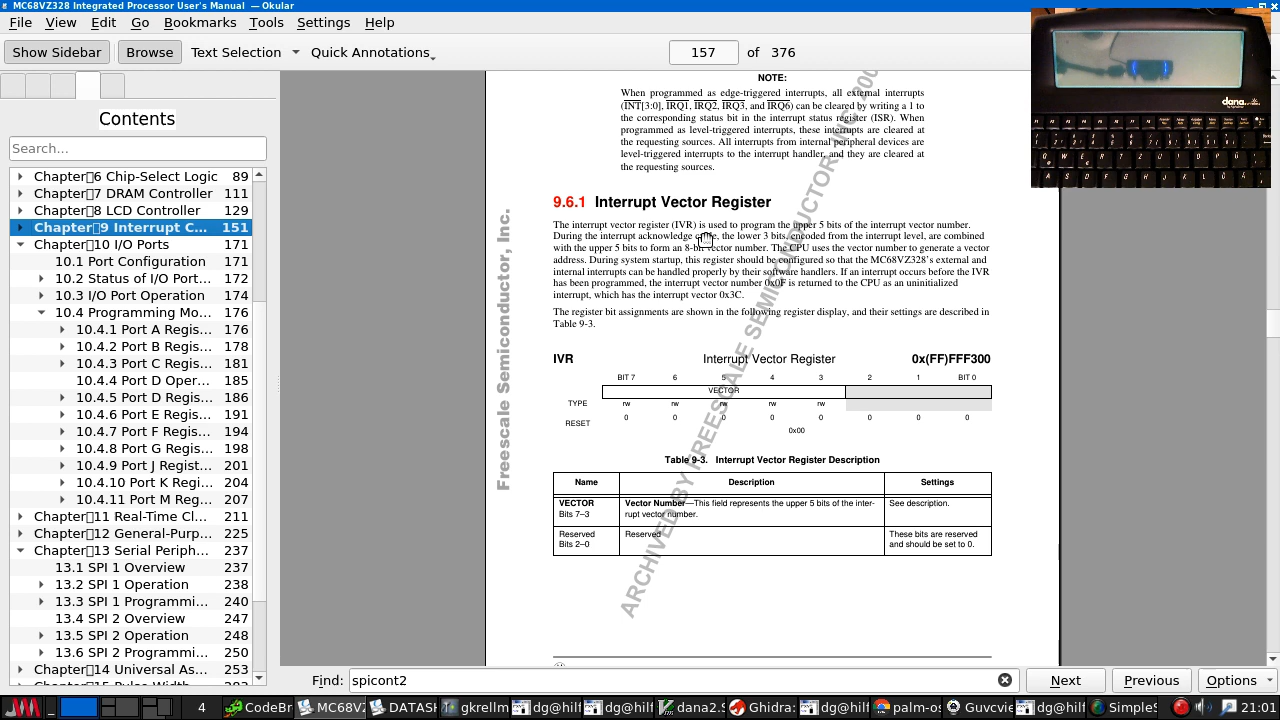 MC68VZ328 Integrated Processor User's Manual — Okular
File View Edit Go Bookmarks Tools Settings Help
Show Sidebar Browse Text Selection Quick Annotations 157 of 376
Contents
Search...
Chapter 6 Chip-Select Logic 89
Chapter 7 DRAM Controller 111
Chapter 8 LCD Controller 129
Chapter 9 Interrupt C... 151
Chapter 10 I/O Ports 171
10.1 Port Configuration 171
10.2 Status of I/O Port... 172
10.3 I/O Port Operation 174
10.4 Programming Mo... 176
10.4.1 Port A Regis... 176
10.4.2 Port B Regis... 178
10.4.3 Port C Regis... 181
10.4.4 Port D Oper... 185
10.4.5 Port D Regis... 186
10.4.6 Port E Regis... 191
10.4.7 Port F Regis... 194
10.4.8 Port G Regis... 198
10.4.9 Port J Regist... 201
10.4.10 Port K Regi... 204
10.4.11 Port M Reg... 207
Chapter 11 Real-Time Cl... 211
Chapter 12 General-Purp... 225
Chapter 13 Serial Periph... 237
13.1 SPI 1 Overview 237
13.2 SPI 1 Operation 238
13.3 SPI 1 Programmi... 240
13.4 SPI 2 Overview 247
13.5 SPI 2 Operation 248
13.6 SPI 2 Programmi... 250
Chapter 14 Universal As... 253
Freescale Semiconductor, Inc.
ARCHIVED BY FREESCALE SEMICONDUCTOR, INC. 200
NOTE:
When programmed as edge-triggered interrupts, all external interrupts
(INT[3:0], IRQ1, IRQ2, IRQ3, and IRQ6) can be cleared by writing a 1 to
the corresponding status bit in the interrupt status register (ISR). When
programmed as level-triggered interrupts, these interrupts are cleared at
the requesting sources. All interrupts from internal peripheral devices are
level-triggered interrupts to the interrupt handler, and they are cleared at
the requesting sources.
9.6.1 Interrupt Vector Register
The interrupt vector register (IVR) is used to program the upper 5 bits of the interrupt vector number.
During the interrupt acknowledge cycle, the lower 3 bits, encoded from the interrupt level, are combined
with the upper 5 bits to form an 8-bit vector number. The CPU uses the vector number to generate a vector
address. During system startup, this register should be configured so that the MC68VZ328's external and
internal interrupts can be handled properly by their software handlers. If an interrupt occurs before the IVR
has been programmed, the interrupt vector number 0x0F is returned to the CPU as an uninitialized
interrupt, which has the interrupt vector 0x3C.
The register bit assignments are shown in the following register display, and their settings are described in
Table 9-3.
IVR Interrupt Vector Register 0x(FF)FFF300
BIT 7 6 5 4 3 2 1 BIT 0
VECTOR
TYPE rw rw rw rw rw
RESET 0 0 0 0 0 0 0 0
0x00
Table 9-3. Interrupt Vector Register Description
Name Description Settings
VECTOR Vector Number—This field represents the upper 5 bits of the inter- See description.
Bits 7–3 rupt vector number.
Reserved Reserved These bits are reserved
Bits 2–0 and should be set to 0.
dana
Find: spicont2 Next Previous Options
4 CodeBr MC68VZ DATASH gkrellm dg@hilf dg@hilf dana2.S Ghidra: dg@hilf palm-os Guvcvie dg@hilf SimpleS 21:01